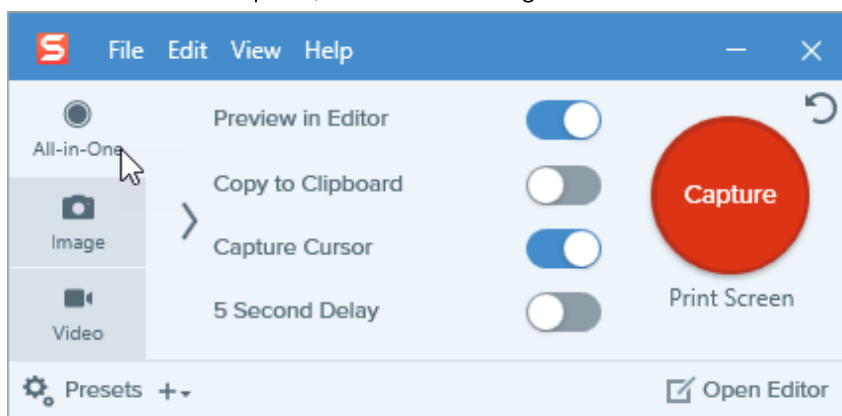 File Edit View Help
All-in-One
Image
Video
Preview in Editor
Copy to Clipboard
Capture Cursor
5 Second Delay
Capture
Print Screen
Presets
Open Editor